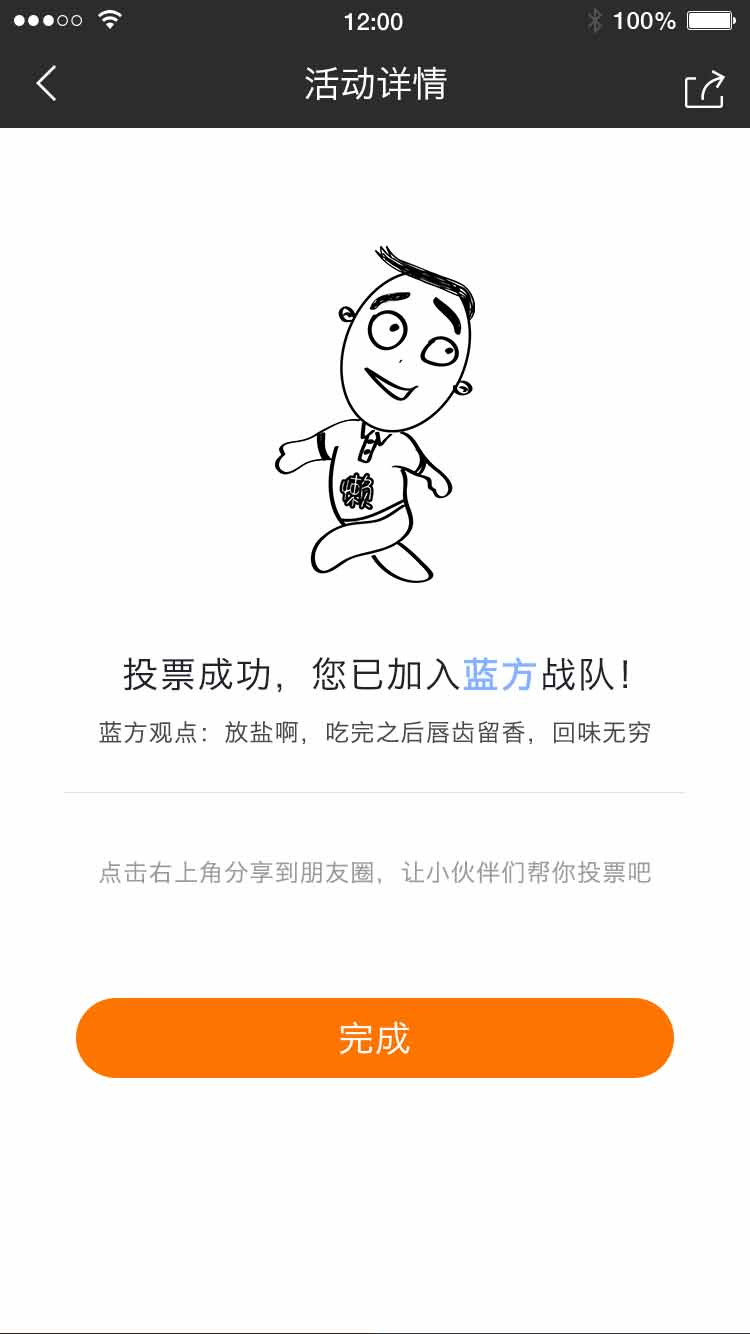 12:00
100%
活动详情
懒
投票成功，您已加入蓝方战队！
蓝方观点：放盐啊，吃完之后唇齿留香，回味无穷
点击右上角分享到朋友圈，让小伙伴们帮你投票吧
完成